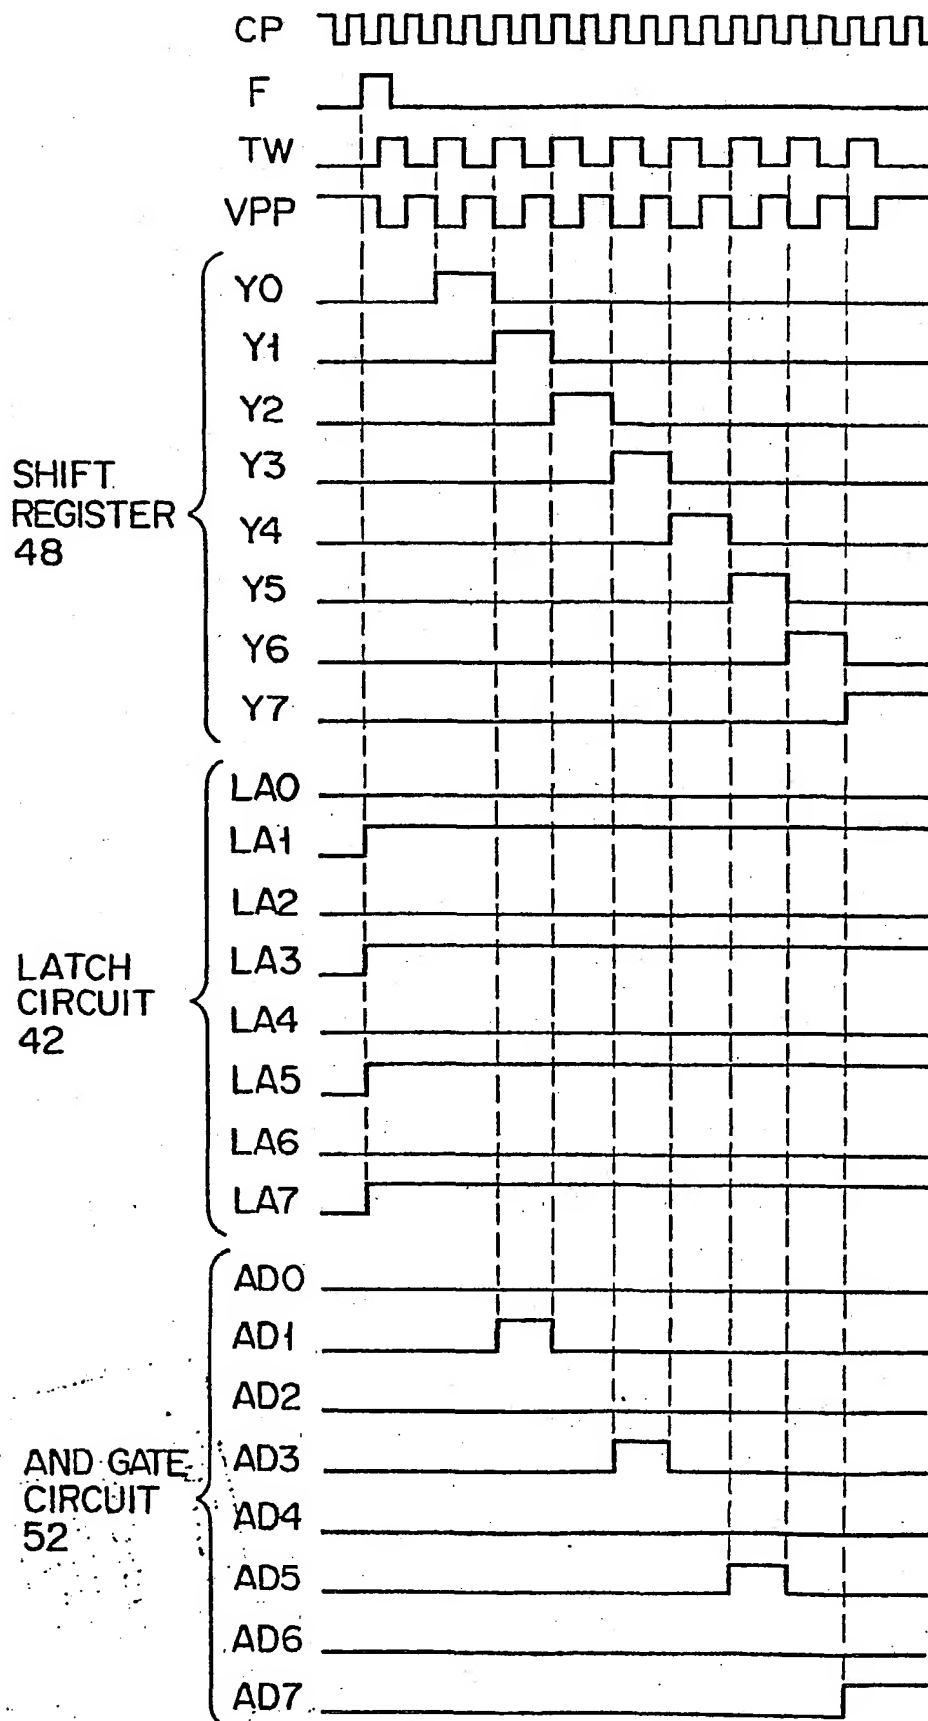 CP
F
TW
VPP
Y0
Y1
Y2
Y3
Y4
Y5
Y6
Y7
SHIFT
REGISTER
48
LA0
LA1
LA2
LA3
LA4
LA5
LA6
LA7
LATCH
CIRCUIT
42
AD0
AD1
AD2
AD3
AD4
AD5
AD6
AD7
AND GATE
CIRCUIT
52